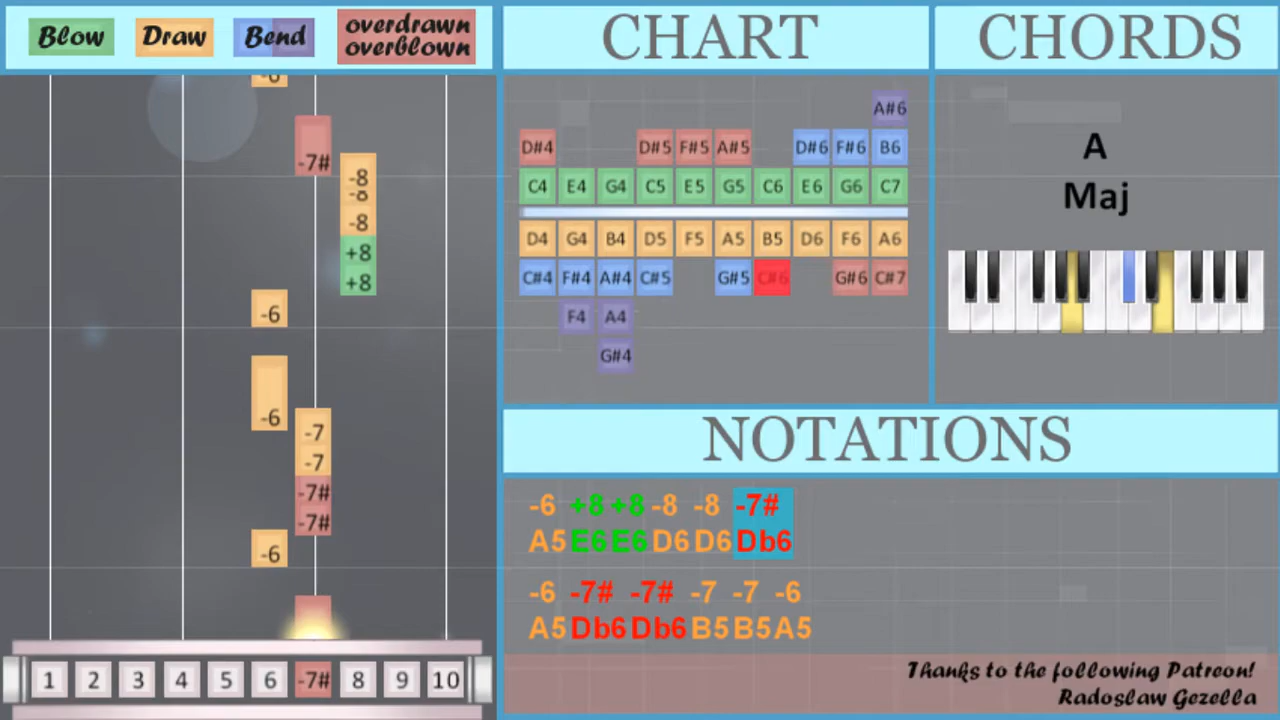 Blow Draw Bend overdrawn overblown
CHART
CHORDS
-6
-7#
-8
-8
-8
+8
+8
-6
-6
-7
-7
-7#
-7#
-6
1 2 3 4 5 6 -7# 8 9 10
A#6
D#4 D#5 F#5 A#5 D#6 F#6 B6
C4 E4 G4 C5 E5 G5 C6 E6 G6 C7
D4 G4 B4 D5 F5 A5 B5 D6 F6 A6
C#4 F#4 A#4 C#5 G#5 C#6 G#6 C#7
F4 A4
G#4
A
Maj
NOTATIONS
-6 +8 +8 -8 -8 -7#
A5 E6 E6 D6 D6 Db6
-6 -7# -7# -7 -7 -6
A5 Db6 Db6 B5 B5 A5
Thanks to the following Patreon!
Radoslaw Gezella